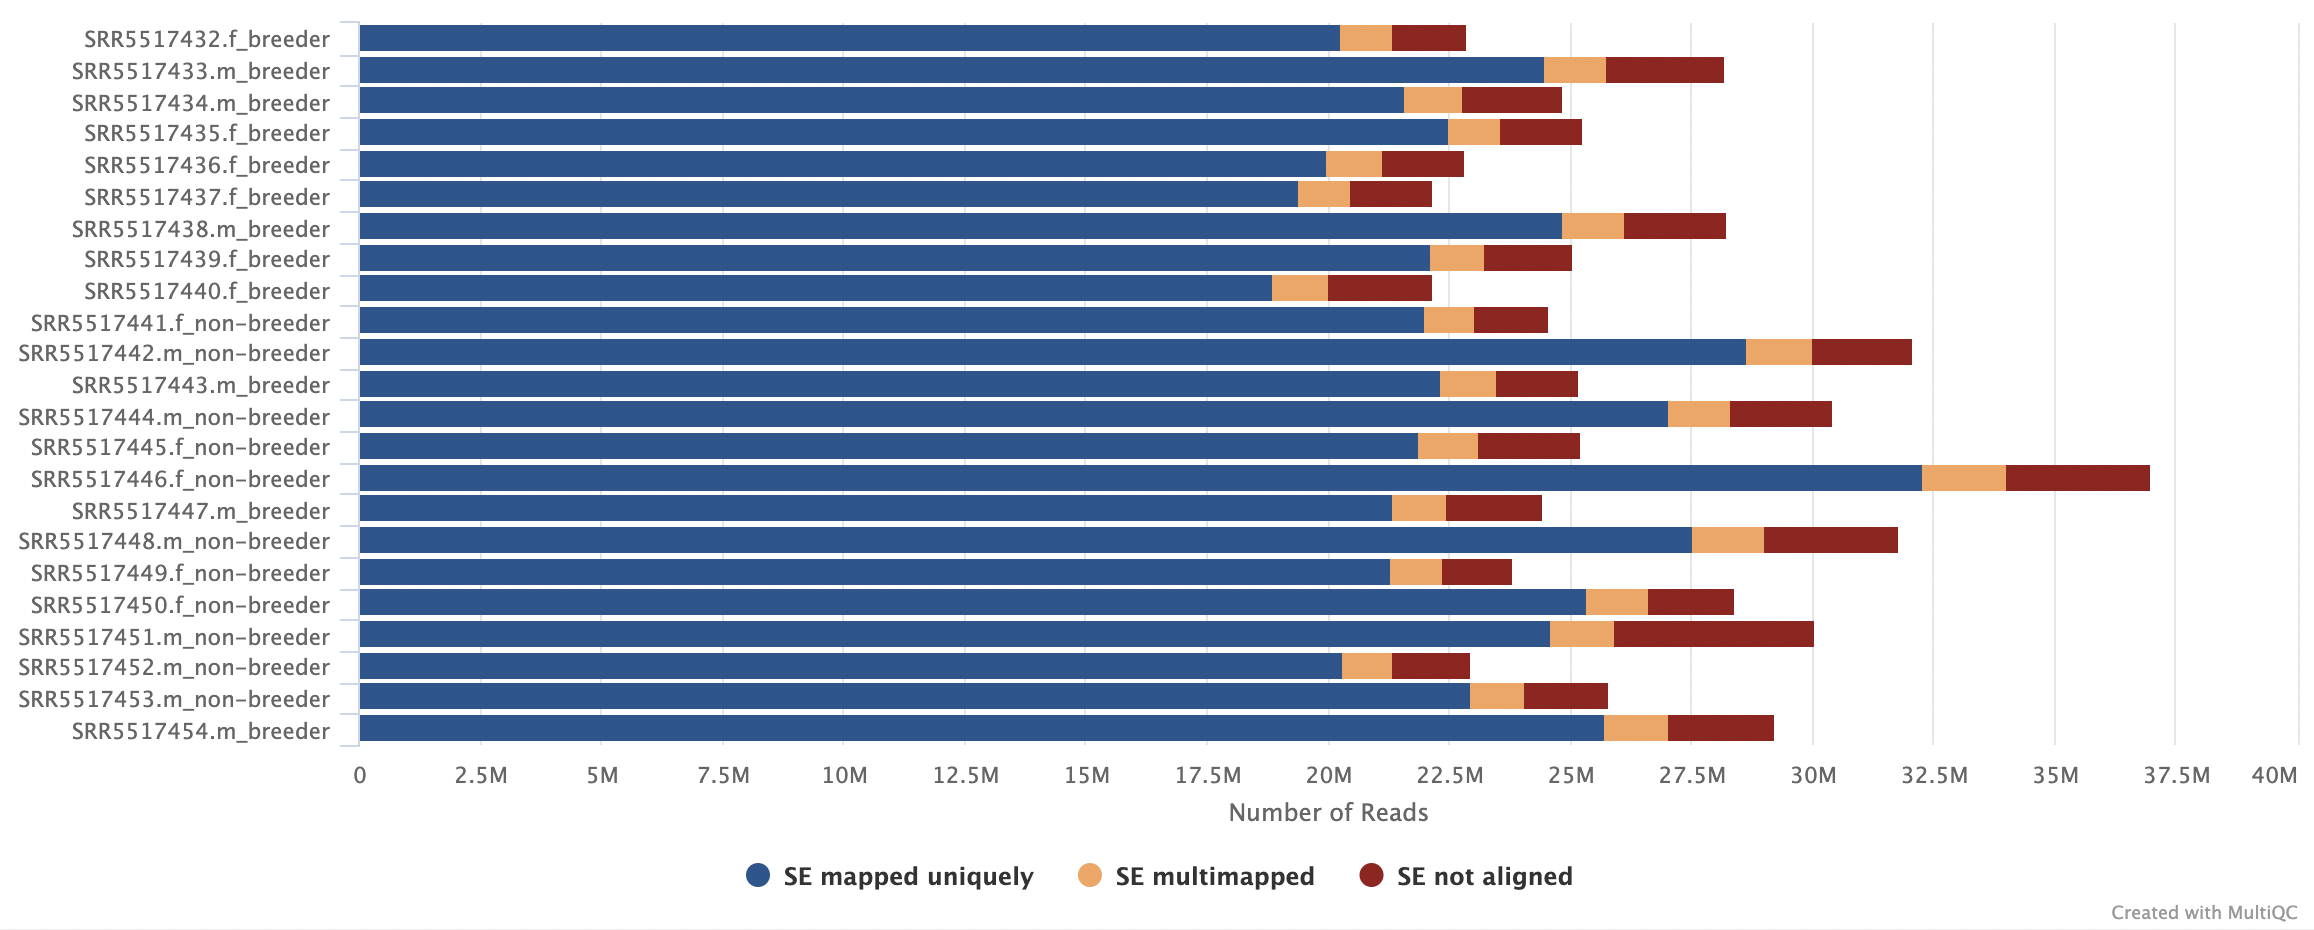 SRR5517432.f_breeder
SRR5517433.m_breeder
SRR5517434.m_breeder
SRR5517435.f_breeder
SRR5517436.f_breeder
SRR5517437.f_breeder
SRR5517438.m_breeder
SRR5517439.f_breeder
SRR5517440.f_breeder
SRR5517441.f_non-breeder
SRR5517442.m_non-breeder
SRR5517443.m_breeder
SRR5517444.m_non-breeder
SRR5517445.f_non-breeder
SRR5517446.f_non-breeder
SRR5517447.m_breeder
SRR5517448.m_non-breeder
SRR5517449.f_non-breeder
SRR5517450.f_non-breeder
SRR5517451.m_non-breeder
SRR5517452.m_non-breeder
SRR5517453.m_non-breeder
SRR5517454.m_breeder
0 2.5M 5M 7.5M 10M 12.5M 15M 17.5M 20M 22.5M 25M 27.5M 30M 32.5M 35M 37.5M 40M
Number of Reads
SE mapped uniquely SE multimapped SE not aligned
Created with MultiQC